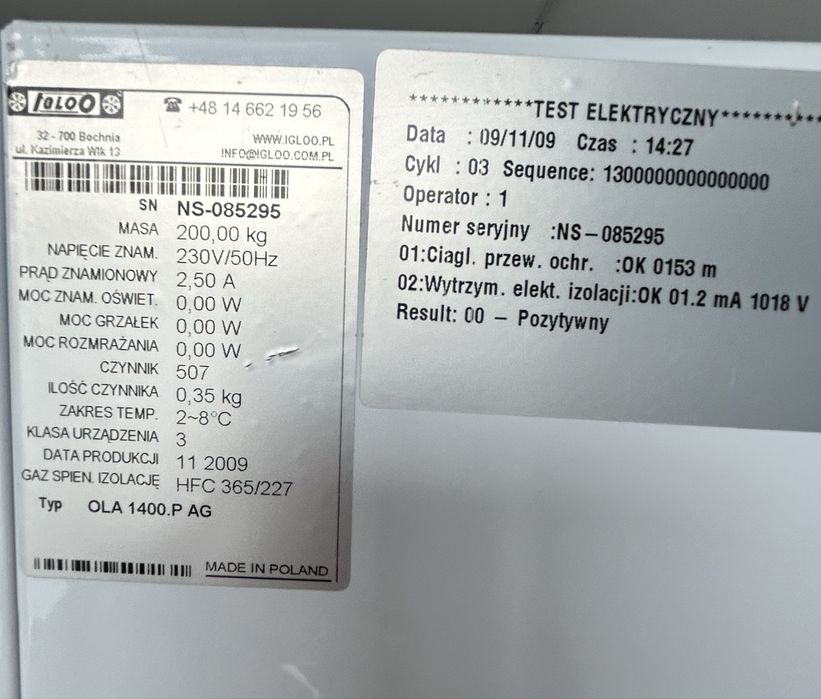 IGLOO
☎ +48 14 662 19 56
32 - 700 Bochnia
ul. Kazimierza Wlk 13
WWW.IGLOO.PL
INFO@IGLOO.COM.PL
SN NS-085295
MASA 200,00 kg
NAPIĘCIE ZNAM. 230V/50Hz
PRĄD ZNAMIONOWY 2,50 A
MOC ZNAM. OŚWIET. 0,00 W
MOC GRZAŁEK 0,00 W
MOC ROZMRAŻANIA 0,00 W
CZYNNIK 507
ILOŚĆ CZYNNIKA 0,35 kg
ZAKRES TEMP. 2~8°C
KLASA URZĄDZENIA 3
DATA PRODUKCJI 11 2009
GAZ SPIEN. IZOLACJĘ HFC 365/227
Typ OLA 1400.P AG
MADE IN POLAND
************TEST ELEKTRYCZNY***********
Data : 09/11/09 Czas : 14:27
Cykl : 03 Sequence: 1300000000000000
Operator : 1
Numer seryjny :NS-085295
01:Ciagl. przew. ochr. :OK 0153 m
02:Wytrzym. elekt. izolacji:OK 01.2 mA 1018 V
Result: 00 - Pozytywny